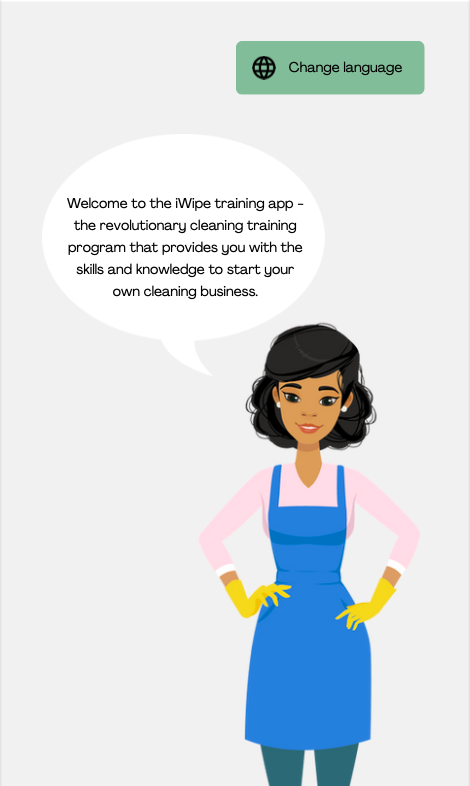 Change language
Welcome to the iWipe training app -
the revolutionary cleaning training
program that provides you with the
skills and knowledge to start your
own cleaning business.